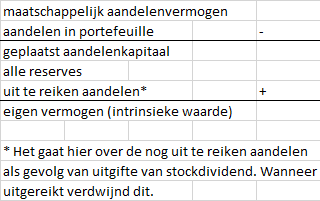 maatschappelijk aandelenvermogen
aandelen in portefeuille -
geplaatst aandelenkapitaal
alle reserves
uit te reiken aandelen* +
eigen vermogen (intrinsieke waarde)
* Het gaat hier over de nog uit te reiken aandelen
als gevolg van uitgifte van stockdividend. Wanneer
uitgereikt verdwijnd dit.